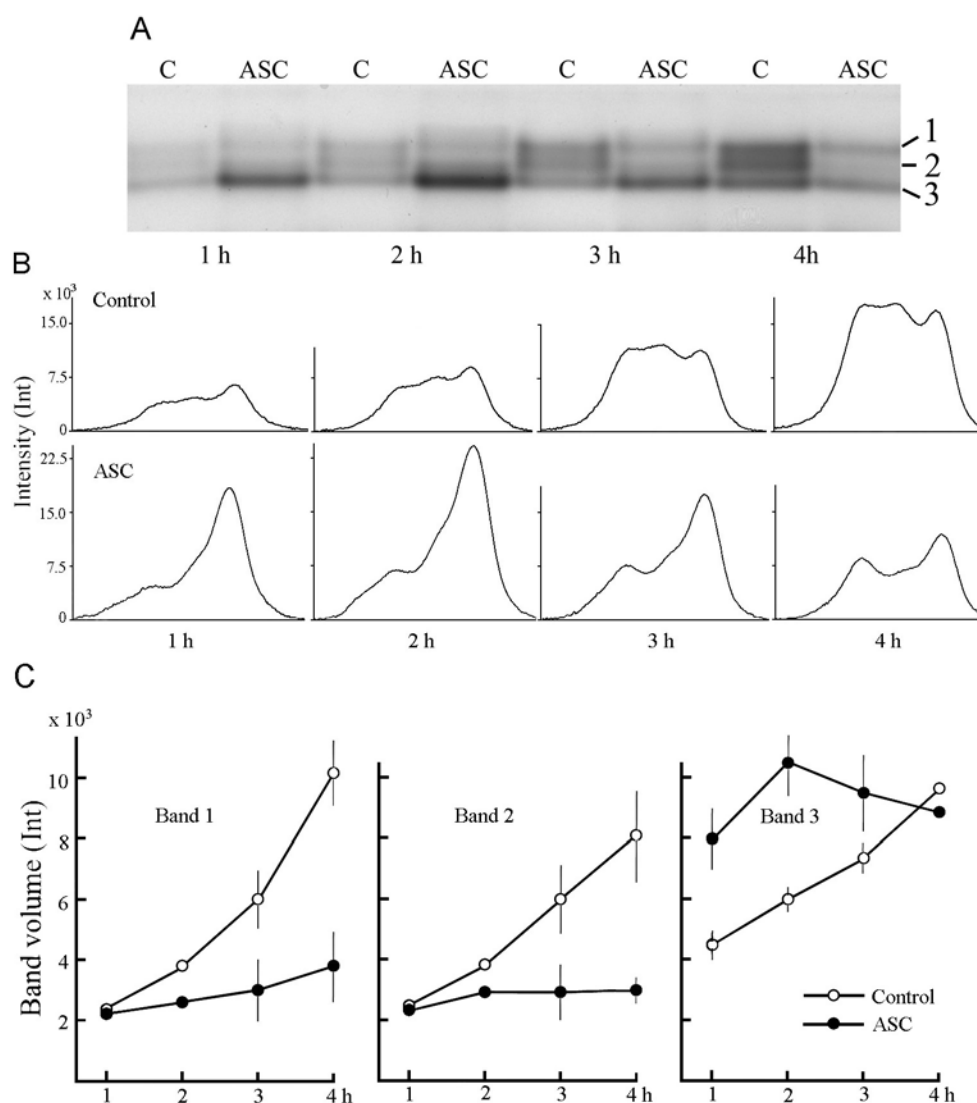 A
C ASC C ASC C ASC C ASC
1
2
3
1 h 2 h 3 h 4h
B
x 10³
Control
15.0
7.5
0
Intensity (Int)
22.5
ASC
15.0
7.5
0
1 h 2 h 3 h 4 h
C
x 10³
10
8
6
4
2
Band volume (Int)
Band 1 Band 2 Band 3
Control
ASC
1 2 3 4 h 1 2 3 4 h 1 2 3 4 h